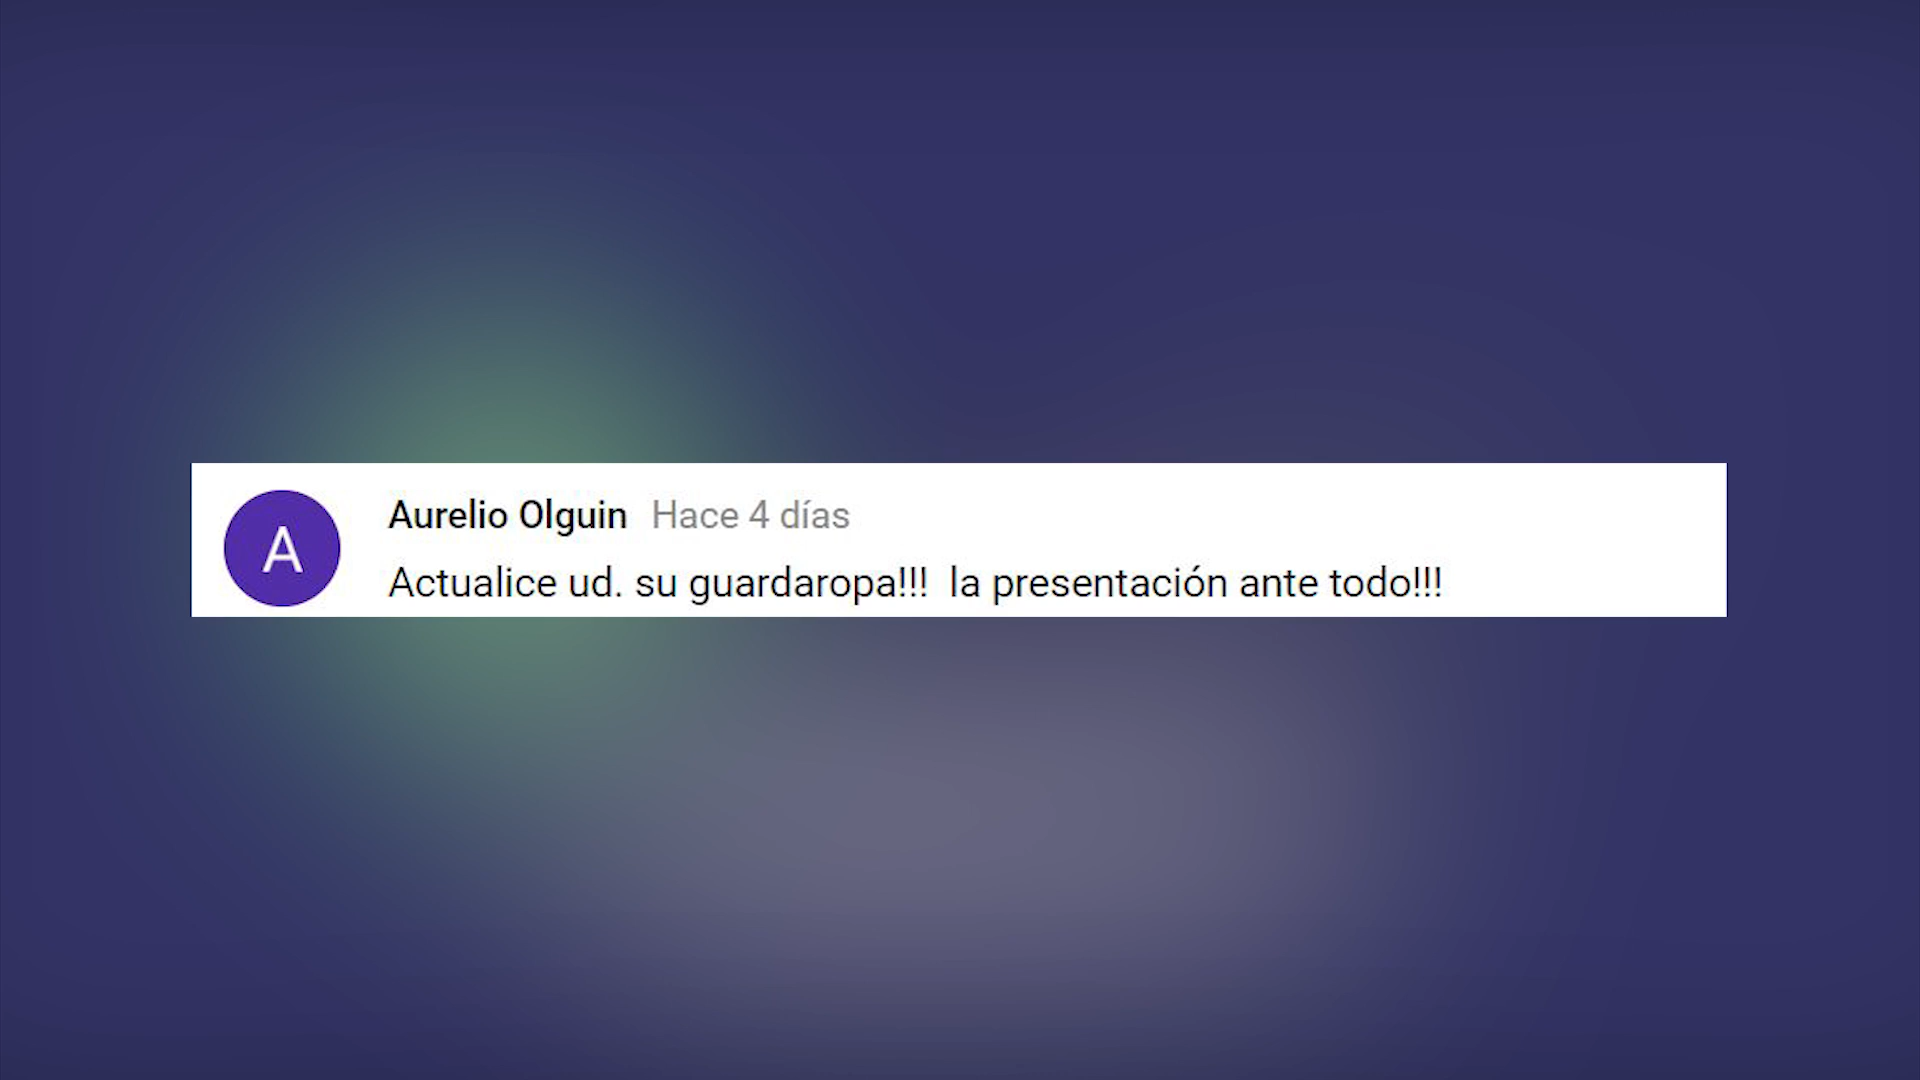 A
Aurelio Olguin Hace 4 días
Actualice ud. su guardaropa!!!  la presentación ante todo!!!